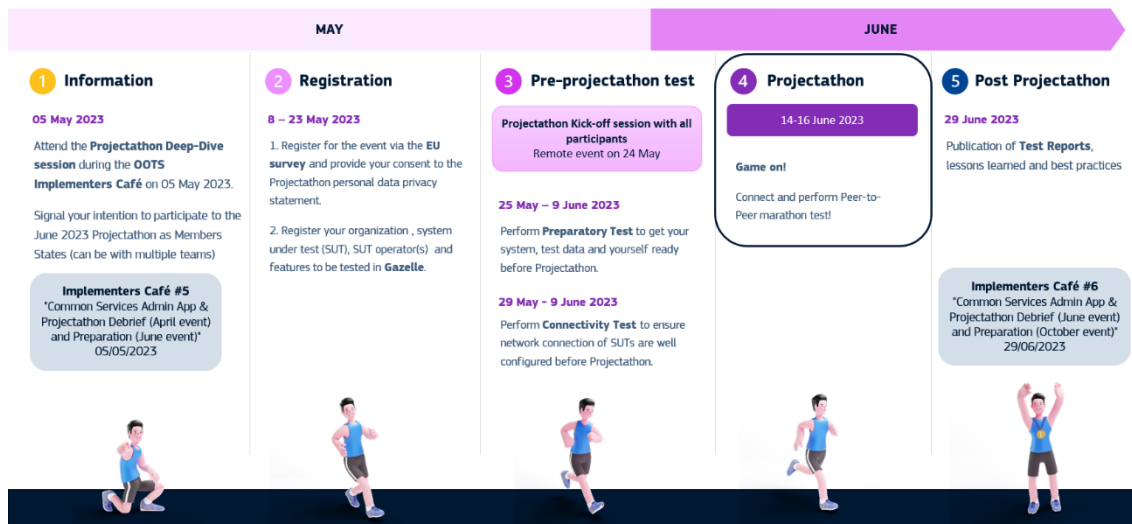 MAY
JUNE
1 Information
05 May 2023
Attend the Projectathon Deep-Dive
session during the OOTS
Implementers Café on 05 May 2023.
Signal your intention to participate to the
June 2023 Projectathon as Members
States (can be with multiple teams)
Implementers Café #5
"Common Services Admin App &
Projectathon Debrief (April event)
and Preparation (June event)"
05/05/2023
2 Registration
8 – 23 May 2023
1. Register for the event via the EU
survey and provide your consent to the
Projectathon personal data privacy
statement.
2. Register your organization , system
under test (SUT), SUT operator(s) and
features to be tested in Gazelle.
3 Pre-projectathon test
Projectathon Kick-off session with all
participants
Remote event on 24 May
25 May – 9 June 2023
Perform Preparatory Test to get your
system, test data and yourself ready
before Projectathon.
29 May - 9 June 2023
Perform Connectivity Test to ensure
network connection of SUTs are well
configured before Projectathon.
4 Projectathon
14-16 June 2023
Game on!
Connect and perform Peer-to-
Peer marathon test!
5 Post Projectathon
29 June 2023
Publication of Test Reports,
lessons learned and best practices
Implementers Café #6
"Common Services Admin App &
Projectathon Debrief (June event)
and Preparation (October event)"
29/06/2023